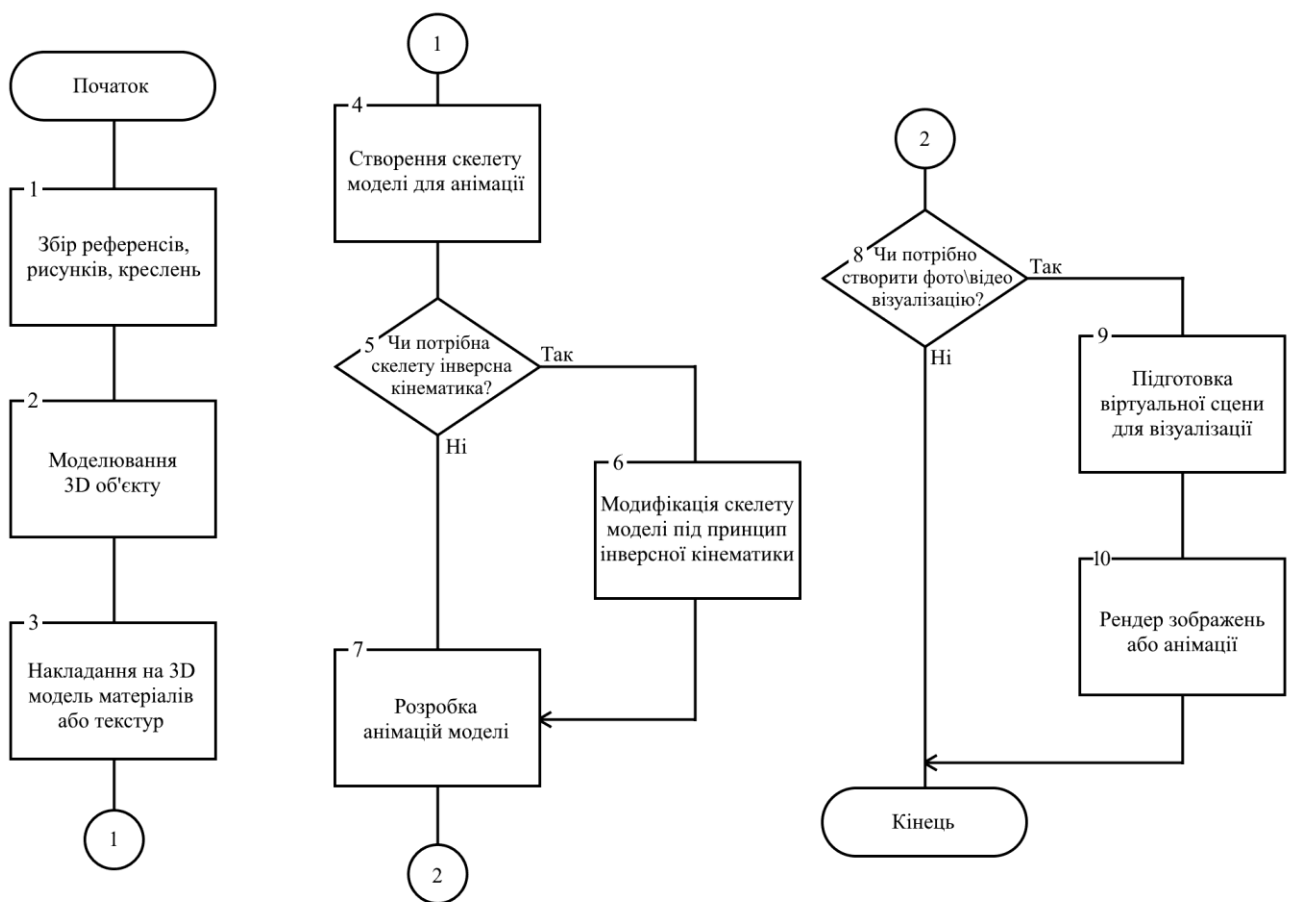 Початок
1
Збір референсів,
рисунків, креслень
2
Моделювання
3D об'єкту
3
Накладання на 3D
модель матеріалів
або текстур
1
1
4
Створення скелету
моделі для анімації
5
Чи потрібна
скелету інверсна
кінематика?
Так
Ні
6
Модифікація скелету
моделі під принцип
інверсної кінематики
7
Розробка
анімацій моделі
2
2
8
Чи потрібно
створити фото\відео
візуалізацію?
Так
Ні
9
Підготовка
віртуальної сцени
для візуалізації
10
Рендер зображень
або анімації
Кінець